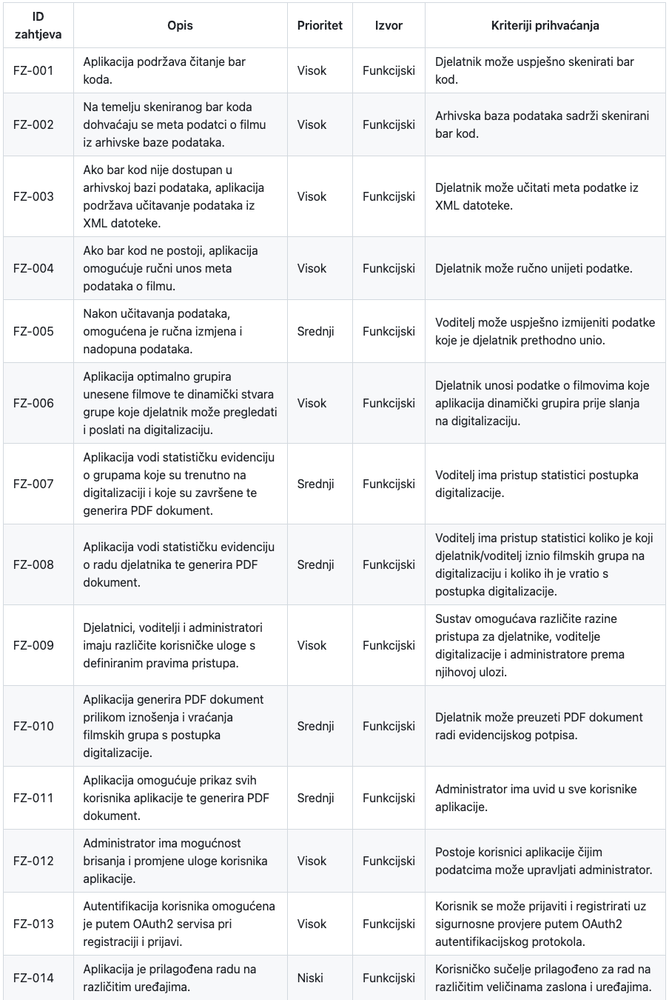 ID
zahtjeva
Opis
Prioritet
Izvor
Kriteriji prihvaćanja
FZ-001
Aplikacija podržava čitanje bar
koda.
Visok
Funkcijski
Djelatnik može uspješno skenirati bar
kod.
FZ-002
Na temelju skeniranog bar koda
dohvaćaju se meta podatci o filmu
iz arhivske baze podataka.
Visok
Funkcijski
Arhivska baza podataka sadrži skenirani
bar kod.
FZ-003
Ako bar kod nije dostupan u
arhivskoj bazi podataka, aplikacija
podržava učitavanje podataka iz
XML datoteke.
Visok
Funkcijski
Djelatnik može učitati meta podatke iz
XML datoteke.
FZ-004
Ako bar kod ne postoji, aplikacija
omogućuje ručni unos meta
podataka o filmu.
Visok
Funkcijski
Djelatnik može ručno unijeti podatke.
FZ-005
Nakon učitavanja podataka,
omogućena je ručna izmjena i
nadopuna podataka.
Srednji
Funkcijski
Voditelj može uspješno izmijeniti podatke
koje je djelatnik prethodno unio.
FZ-006
Aplikacija optimalno grupira
unesene filmove te dinamički stvara
grupe koje djelatnik može pregledati
i poslati na digitalizaciju.
Visok
Funkcijski
Djelatnik unosi podatke o filmovima koje
aplikacija dinamički grupira prije slanja
na digitalizaciju.
FZ-007
Aplikacija vodi statističku evidenciju
o grupama koje su trenutno na
digitalizaciji i koje su završene te
generira PDF dokument.
Srednji
Funkcijski
Voditelj ima pristup statistici postupka
digitalizacije.
FZ-008
Aplikacija vodi statističku evidenciju
o radu djelatnika te generira PDF
dokument.
Srednji
Funkcijski
Voditelj ima pristup statistici koliko je koji
djelatnik/voditelj iznio filmskih grupa na
digitalizaciju i koliko ih je vratio s
postupka digitalizacije.
FZ-009
Djelatnici, voditelji i administratori
imaju različite korisničke uloge s
definiranim pravima pristupa.
Visok
Funkcijski
Sustav omogućava različite razine
pristupa za djelatnike, voditelje
digitalizacije i administratore prema
njihovoj ulozi.
FZ-010
Aplikacija generira PDF dokument
prilikom iznošenja i vraćanja
filmskih grupa s postupka
digitalizacije.
Srednji
Funkcijski
Djelatnik može preuzeti PDF dokument
radi evidencijskog potpisa.
FZ-011
Aplikacija omogućuje prikaz svih
korisnika aplikacije te generira PDF
dokument.
Srednji
Funkcijski
Administrator ima uvid u sve korisnike
aplikacije.
FZ-012
Administrator ima mogućnost
brisanja i promjene uloge korisnika
aplikacije.
Visok
Funkcijski
Postoje korisnici aplikacije čijim
podatcima može upravljati administrator.
FZ-013
Autentifikacija korisnika omogućena
je putem OAuth2 servisa pri
registraciji i prijavi.
Visok
Funkcijski
Korisnik se može prijaviti i registrirati uz
sigurnosne provjere putem OAuth2
autentifikacijskog protokola.
FZ-014
Aplikacija je prilagođena radu na
različitim uređajima.
Niski
Funkcijski
Korisničko sučelje prilagođeno za rad na
različitim veličinama zaslona i uređajima.